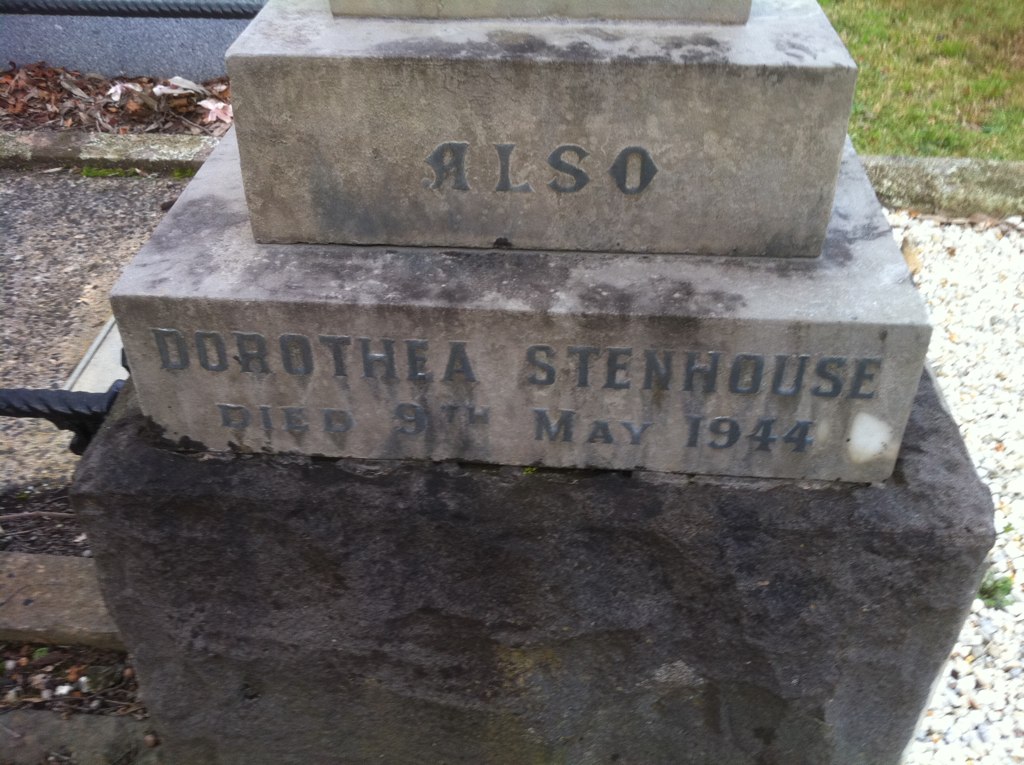 ALSO
DOROTHEA STENHOUSE
DIED 9TH MAY 1944